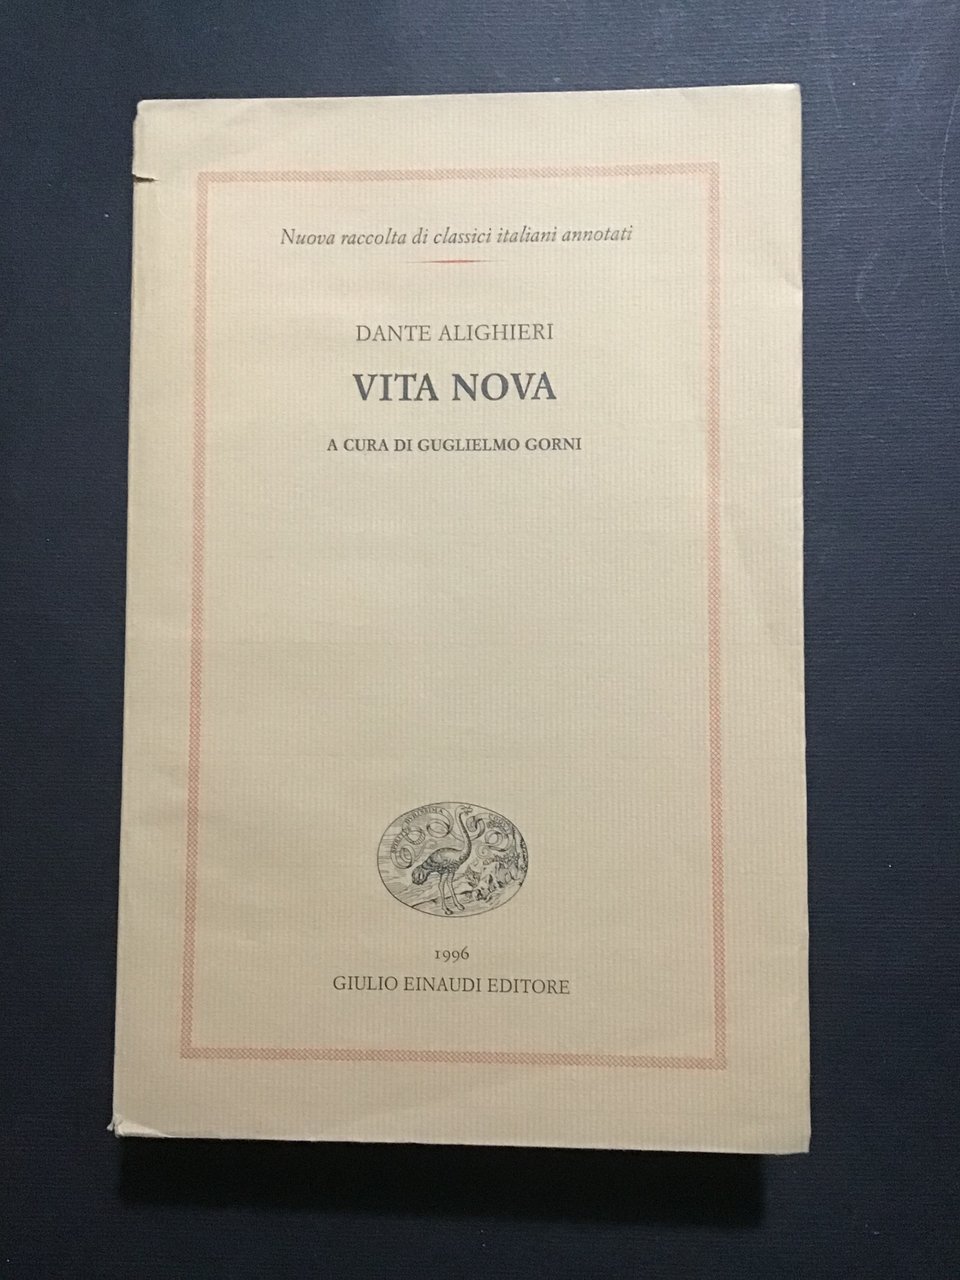 Nuova raccolta di classici italiani annotati
DANTE ALIGHIERI
VITA NOVA
A CURA DI GUGLIELMO GORNI
1996
GIULIO EINAUDI EDITORE